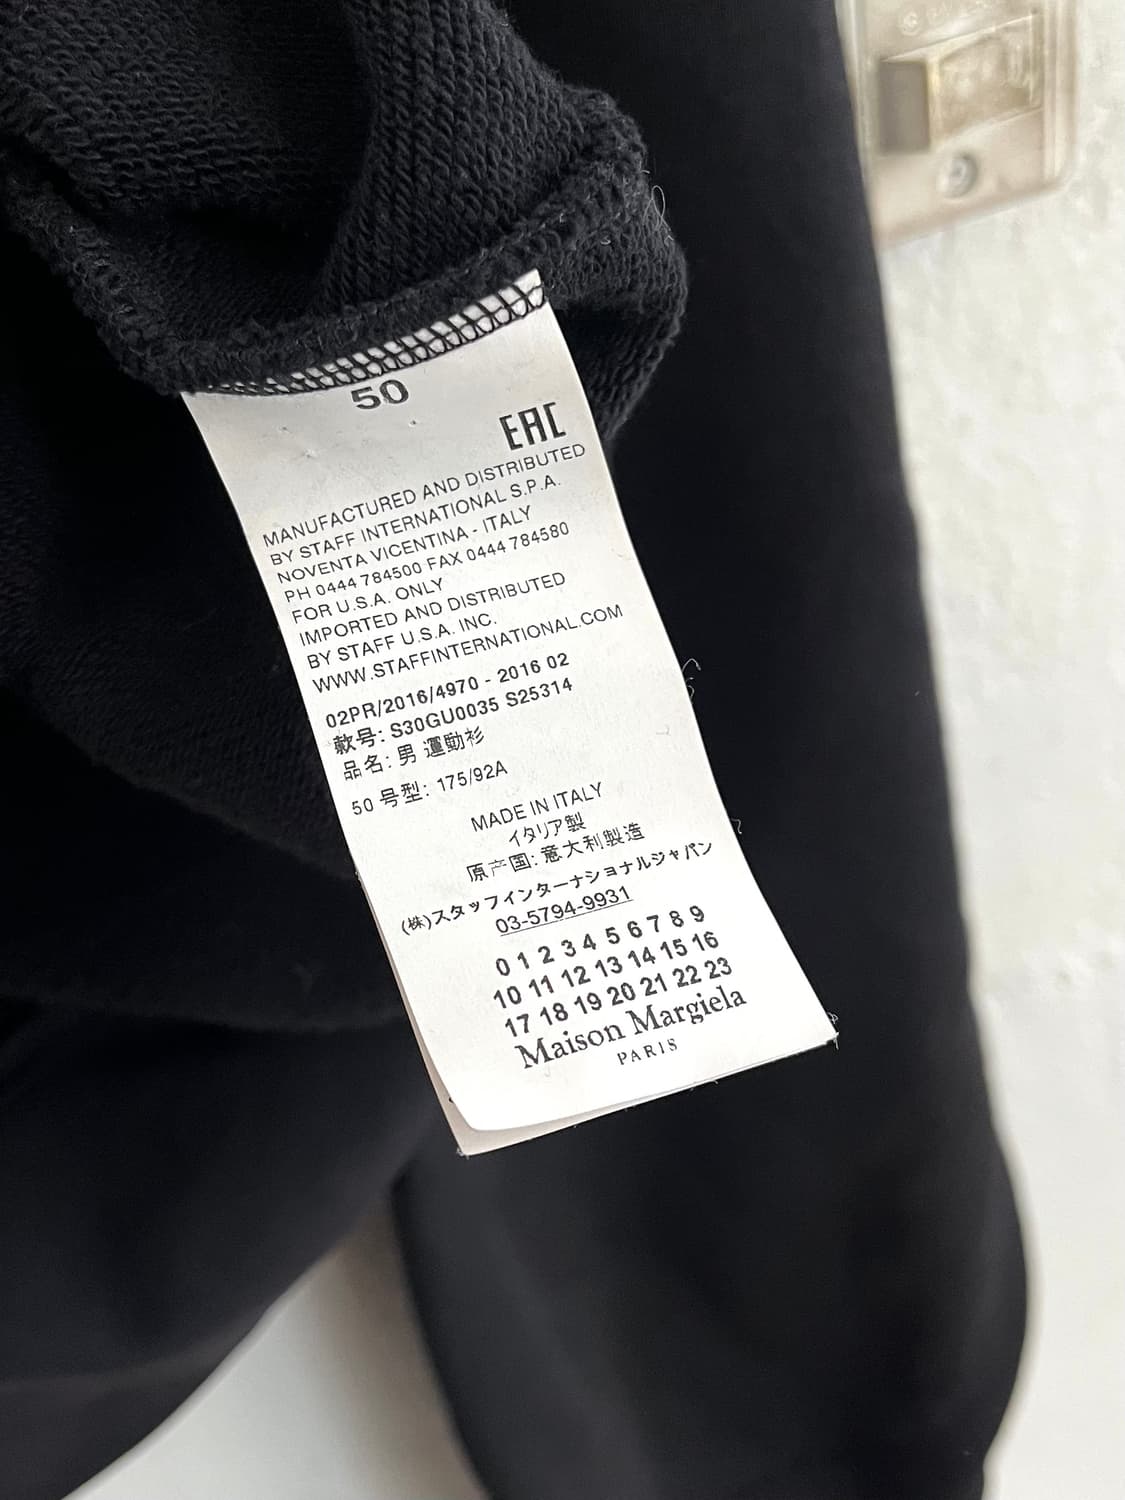 50
EAC
MANUFACTURED AND DISTRIBUTED
BY STAFF INTERNATIONAL S.P.A.
NOVENTA VICENTINA - ITALY
PH 0444 784500 FAX 0444 784580
FOR U.S.A. ONLY
IMPORTED AND DISTRIBUTED
BY STAFF U.S.A. INC.
WWW.STAFFINTERNATIONAL.COM
02PR/2016/4970 - 2016 02
款号: S30GU0035 S25314
品名: 男 運動衫
50 号型: 175/92A
MADE IN ITALY
イタリア製
原产国: 意大利製造
(株)スタッフインターナショナルジャパン
03-5794-9931
0 1 2 3 4 5 6 7 8 9
10 11 12 13 14 15 16
17 18 19 20 21 22 23
Maison Margiela
PARIS